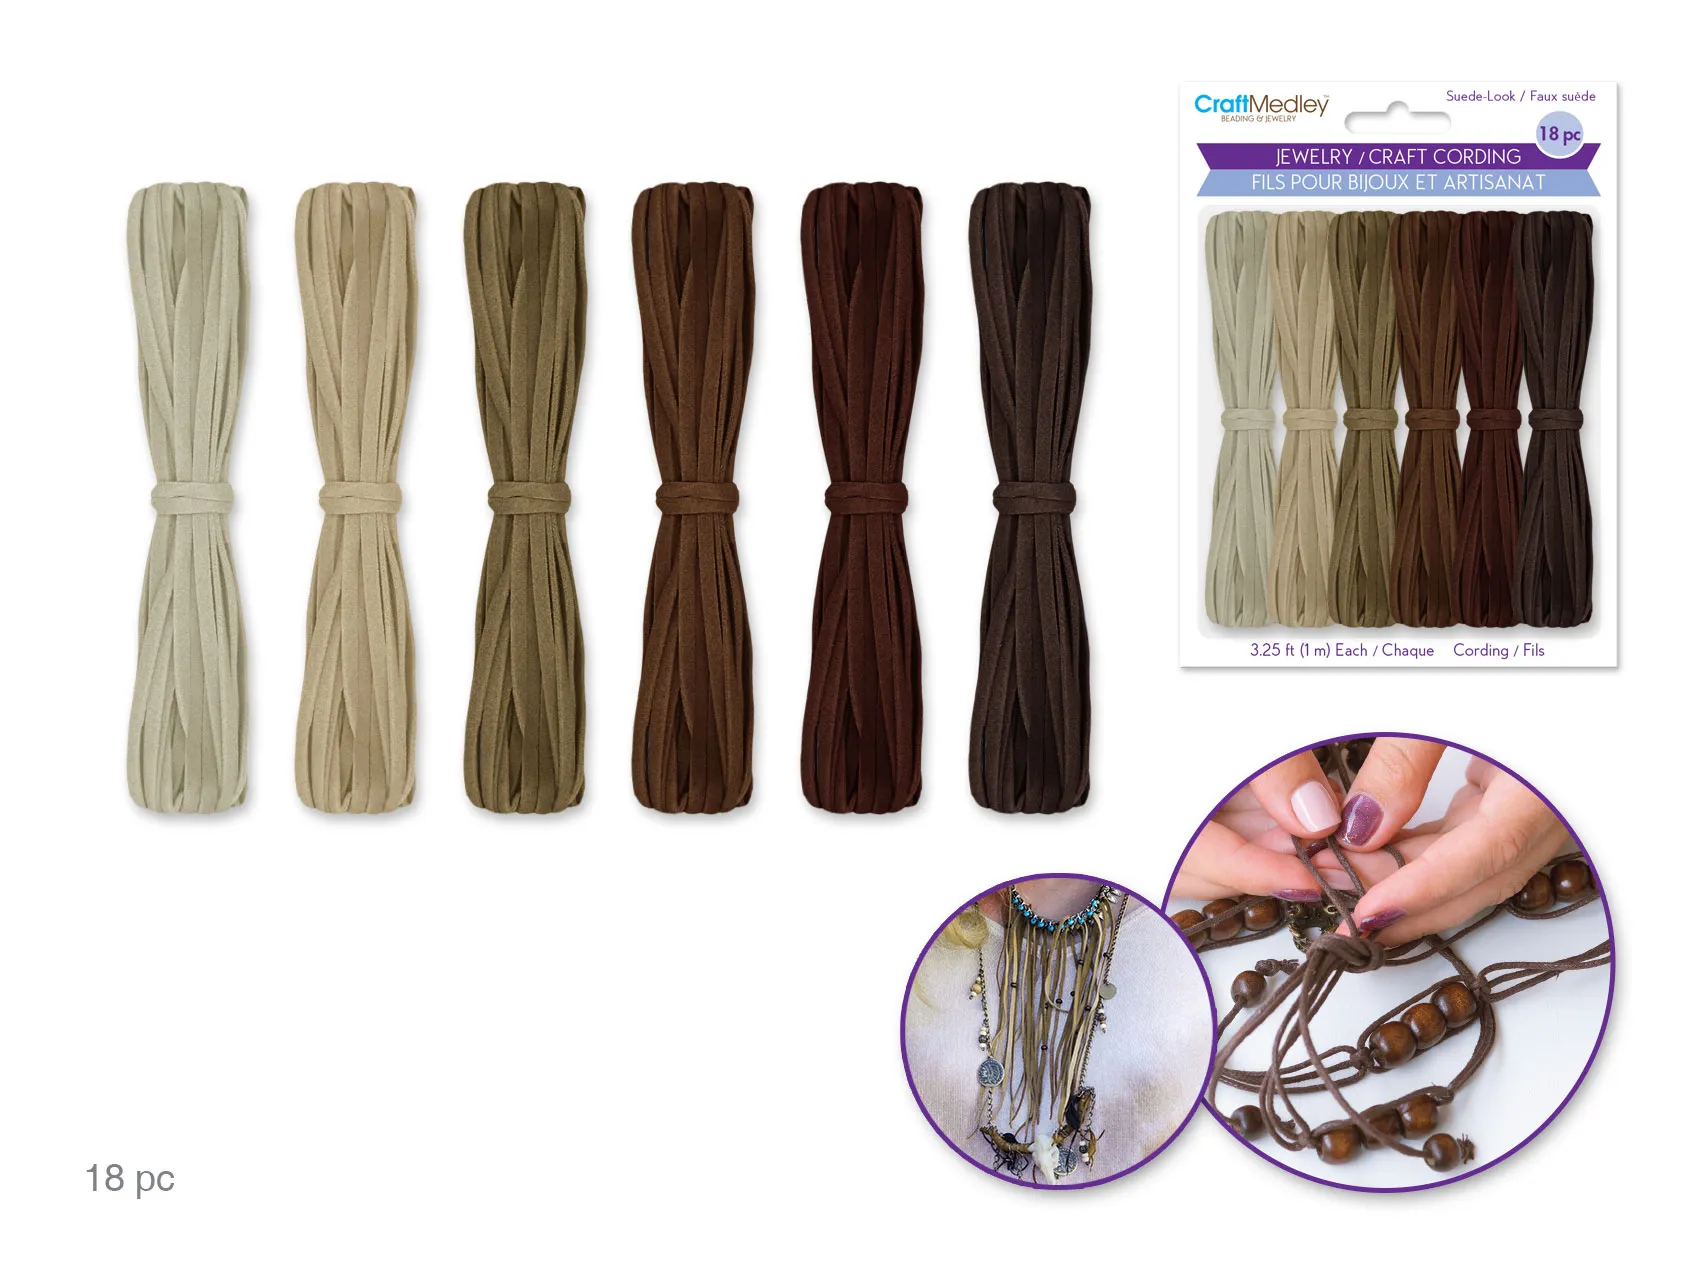 CraftMedley™
BEADING & JEWELRY
Suede-Look / Faux suède
18 pc
JEWELRY / CRAFT CORDING
FILS POUR BIJOUX ET ARTISANAT
3.25 ft (1 m) Each / Chaque Cording / Fils
18 pc